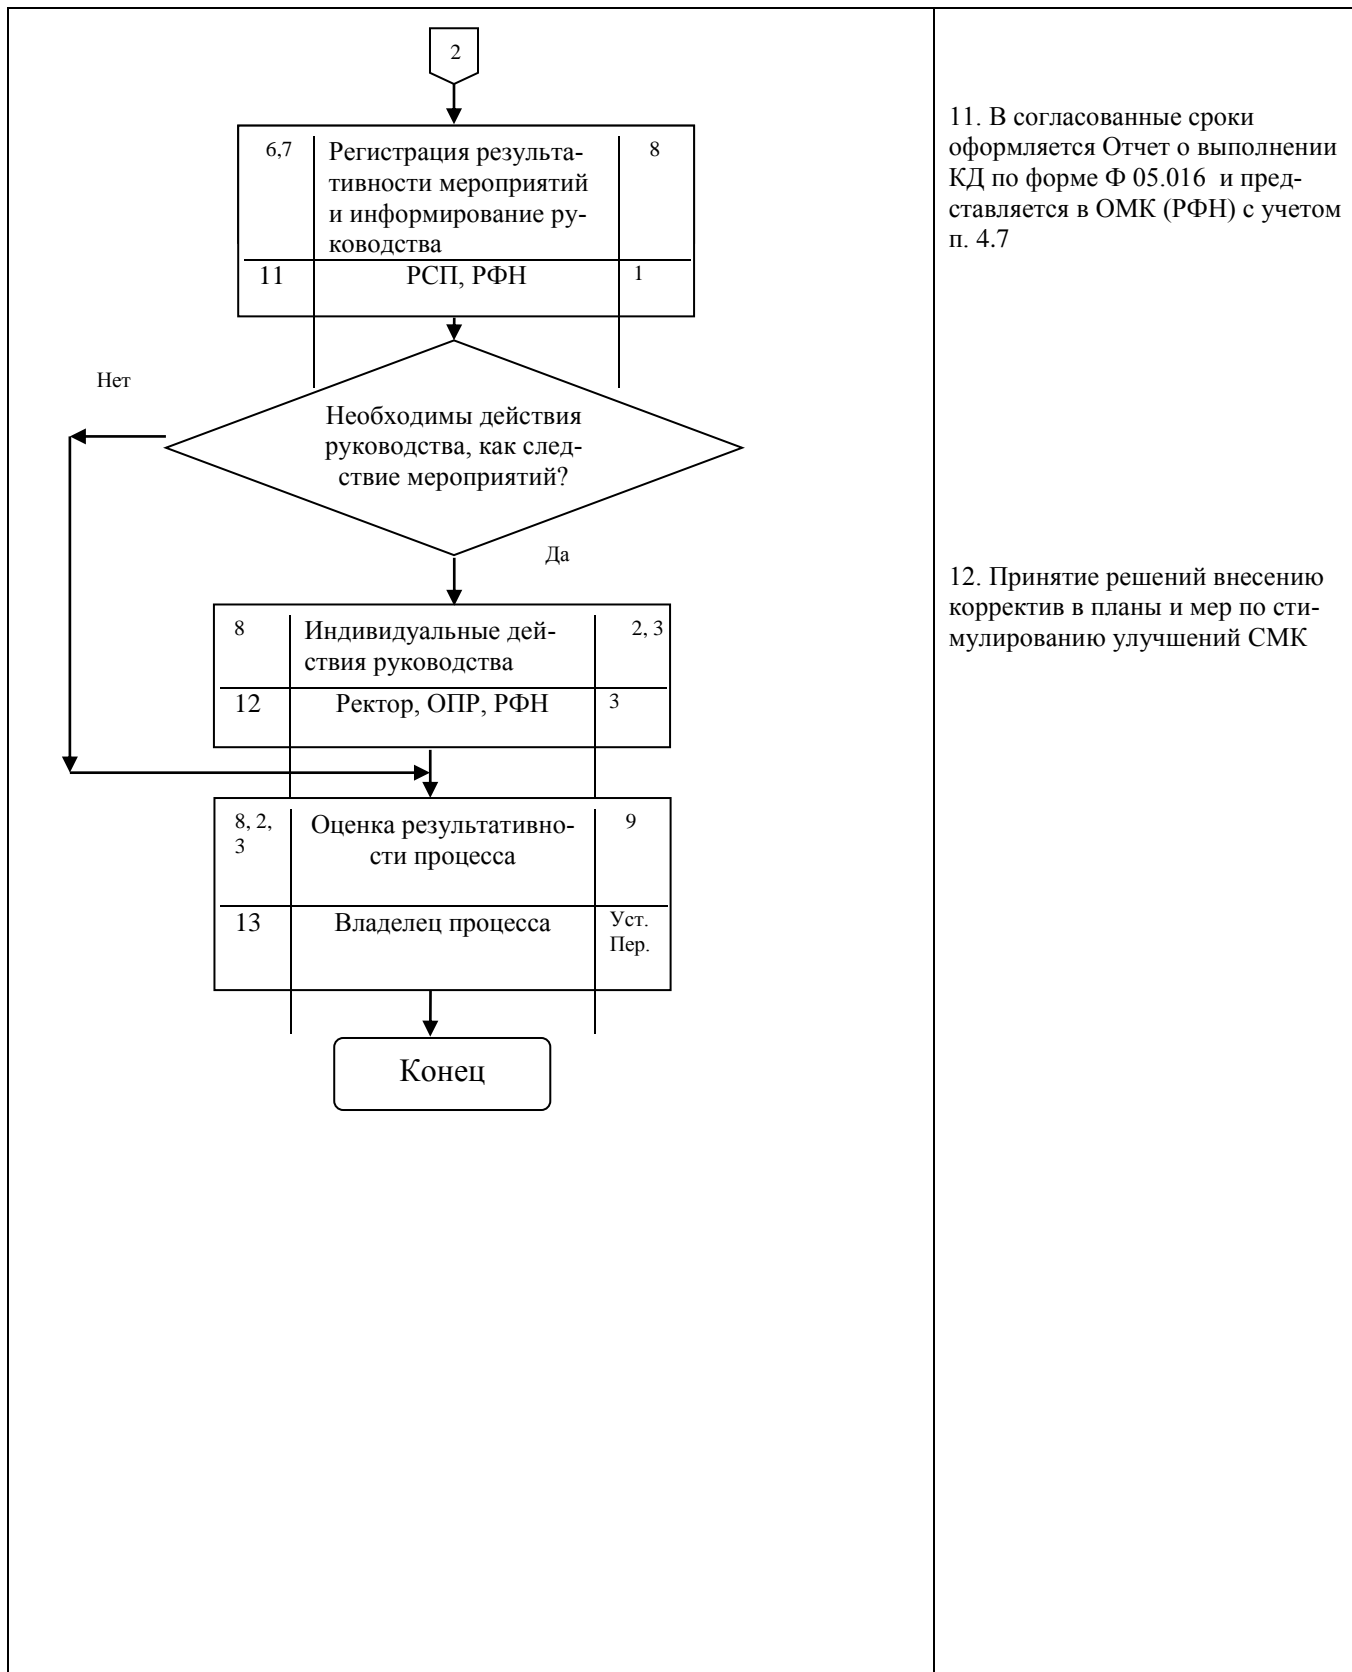 2
6,7
Регистрация результа-
тивности мероприятий
и информирование ру-
ководства
8
11
РСП, РФН
1
Нет
Необходимы действия
руководства, как след-
ствие мероприятий?
Да
8
Индивидуальные дей-
ствия руководства
2, 3
12
Ректор, ОПР, РФН
3
8, 2,
3
Оценка результативно-
сти процесса
9
13
Владелец процесса
Уст.
Пер.
Конец
11. В согласованные сроки
оформляется Отчет о выполнении
КД по форме Ф 05.016 и пред-
ставляется в ОМК (РФН) с учетом
п. 4.7
12. Принятие решений внесению
корректив в планы и мер по сти-
мулированию улучшений СМК